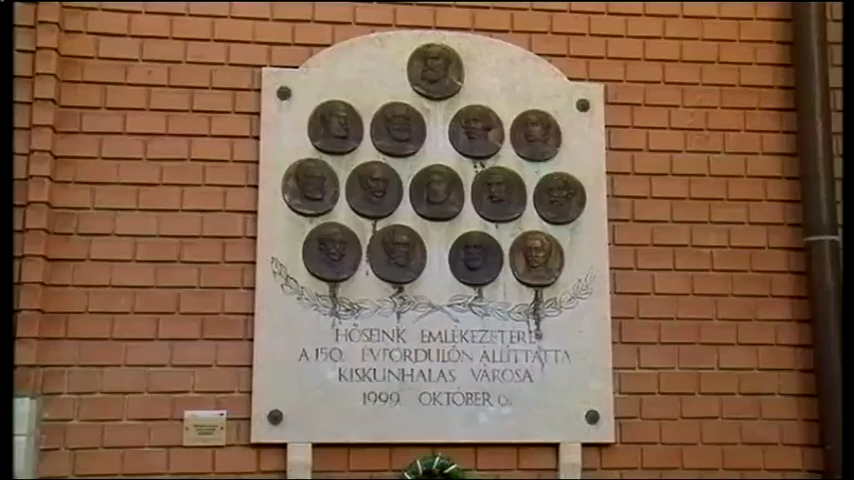 HŐSEINK EMLÉKEZETÉRE
A 150. ÉVFORDULÓN ÁLLÍTTATTA
KISKUNHALAS VÁROSA
1999. OKTÓBER 6.